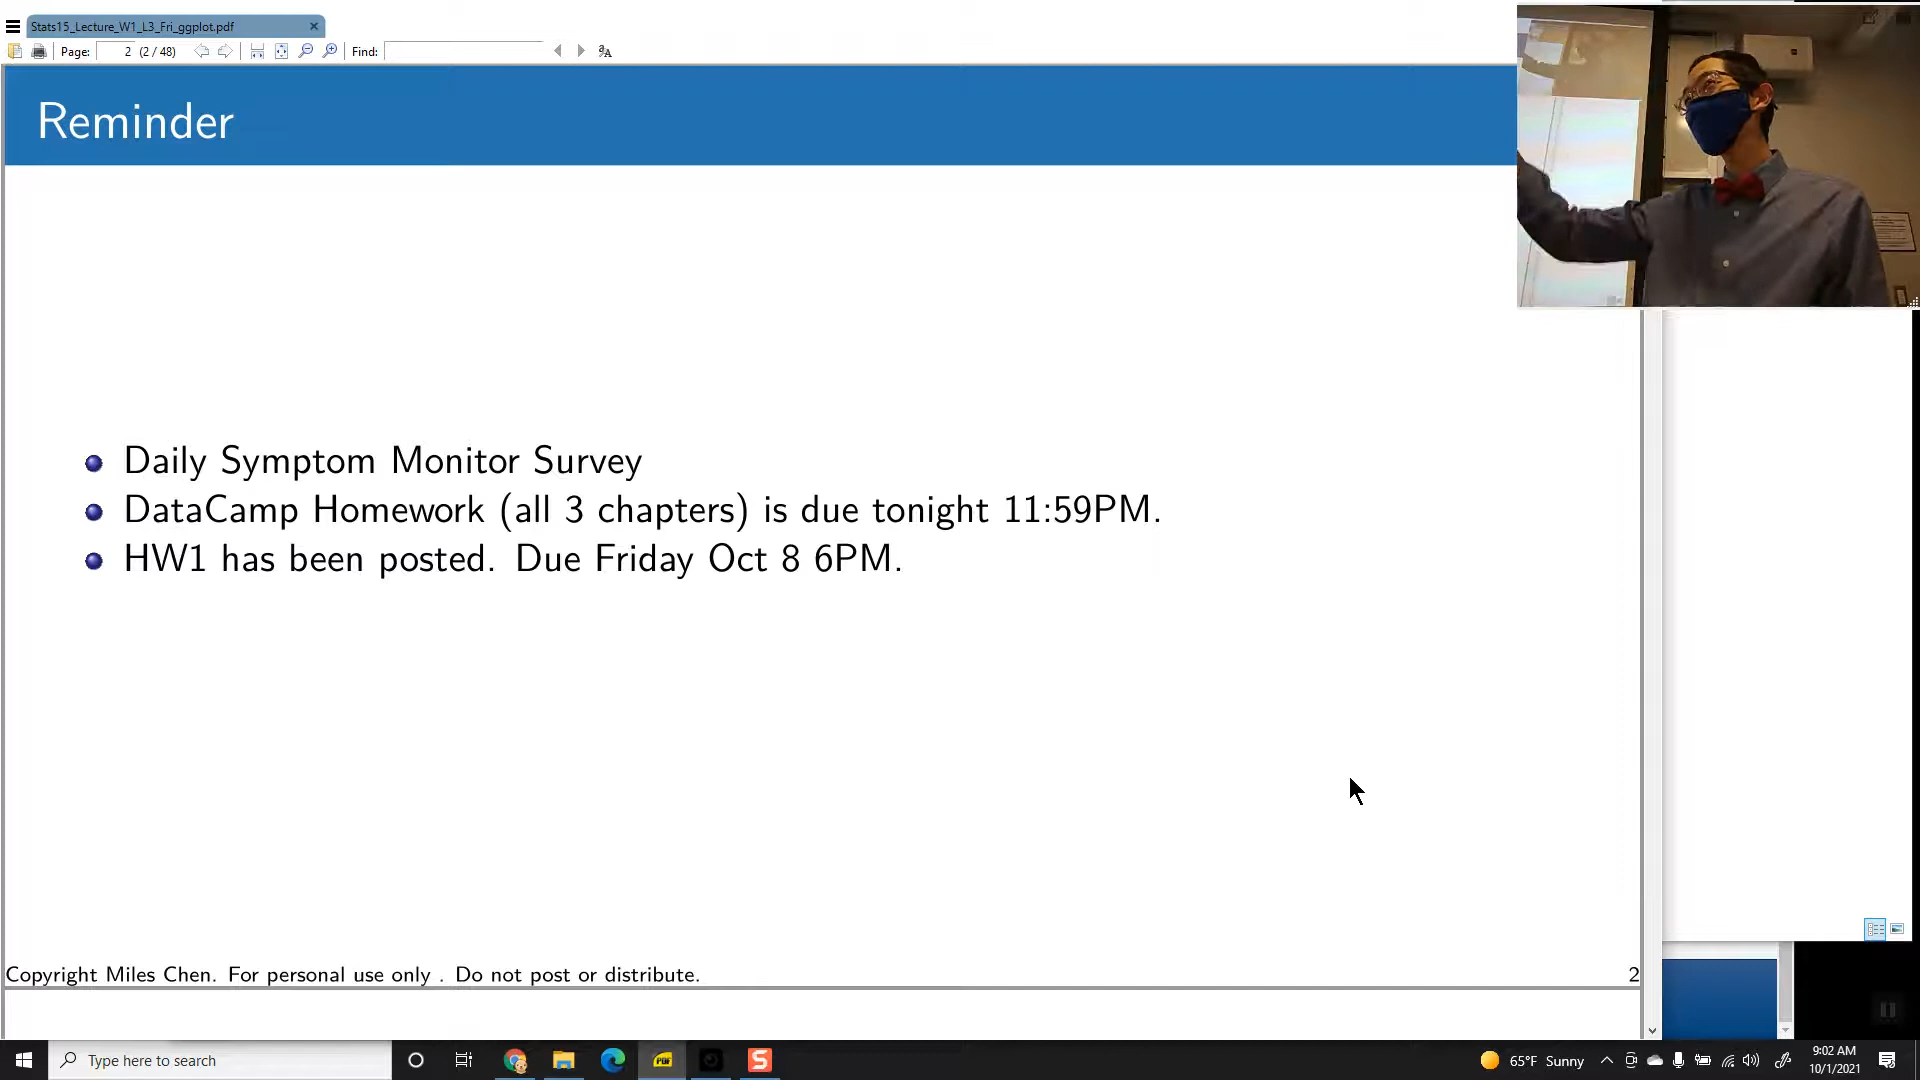 Stats15_Lecture_W1_L3_Fri_ggplot.pdf
Page: 2 (2 / 48) Find:
Reminder
Daily Symptom Monitor Survey
DataCamp Homework (all 3 chapters) is due tonight 11:59PM.
HW1 has been posted. Due Friday Oct 8 6PM.
Copyright Miles Chen. For personal use only . Do not post or distribute.
2
Type here to search
65°F Sunny
9:02 AM
10/1/2021